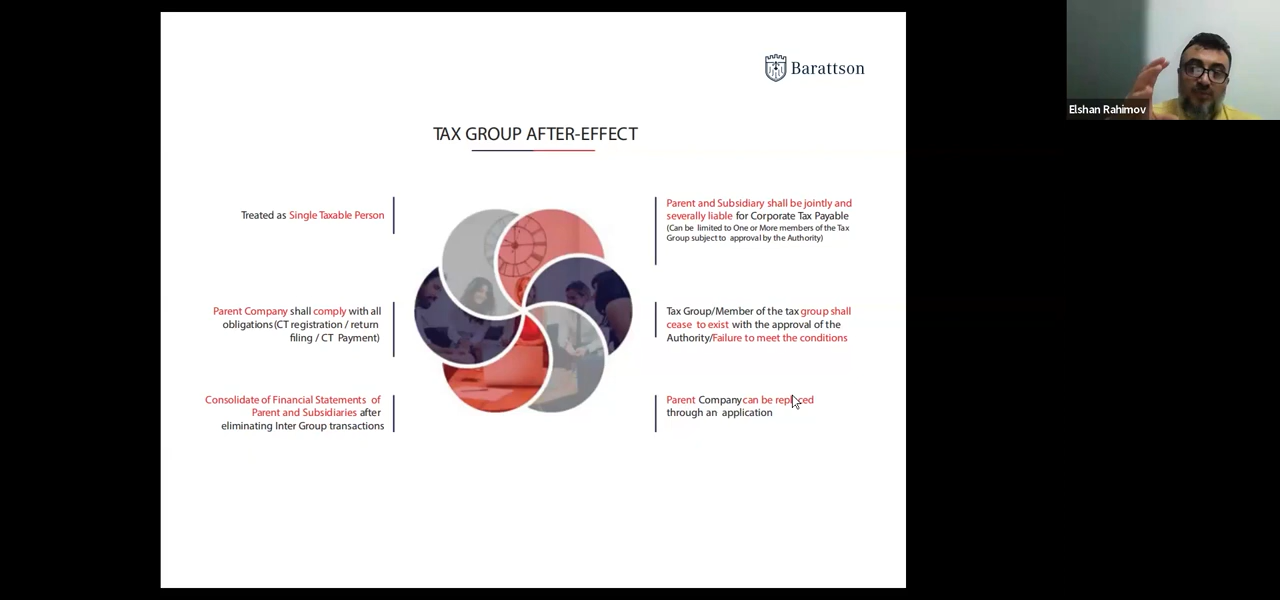 Barattson
Elshan Rahimov
TAX GROUP AFTER-EFFECT
Treated as Single Taxable Person
Parent Company shall comply with all
obligations(CT registration / return
filing / CT Payment)
Consolidate of Financial Statements of
Parent and Subsidiaries after
eliminating Inter Group transactions
Parent and Subsidiary shall be jointly and
severally liable for Corporate Tax Payable
(Can be limited to One or More members of the Tax
Group subject to approval by the Authority)
Tax Group/Member of the tax group shall
cease to exist with the approval of the
Authority/Failure to meet the conditions
Parent Company can be replaced
through an application